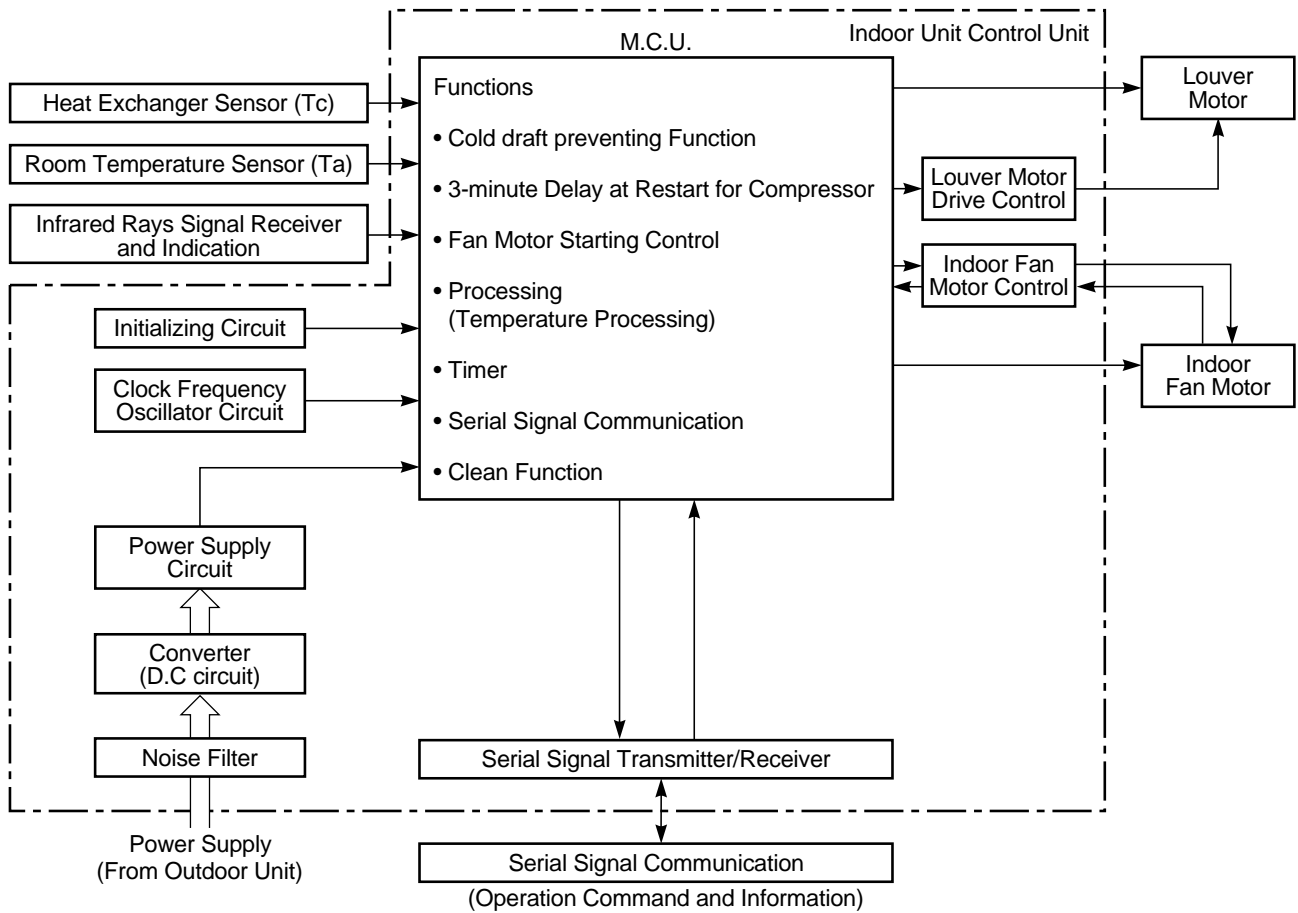 Indoor Unit Control Unit
M.C.U.
Heat Exchanger Sensor (Tc)
Room Temperature Sensor (Ta)
Infrared Rays Signal Receiver
and Indication
Initializing Circuit
Clock Frequency
Oscillator Circuit
Power Supply
Circuit
Converter
(D.C circuit)
Noise Filter
Power Supply
(From Outdoor Unit)
Functions
• Cold draft preventing Function
• 3-minute Delay at Restart for Compressor
• Fan Motor Starting Control
• Processing
(Temperature Processing)
• Timer
• Serial Signal Communication
• Clean Function
Louver
Motor
Louver Motor
Drive Control
Indoor Fan
Motor Control
Indoor
Fan Motor
Serial Signal Transmitter/Receiver
Serial Signal Communication
(Operation Command and Information)